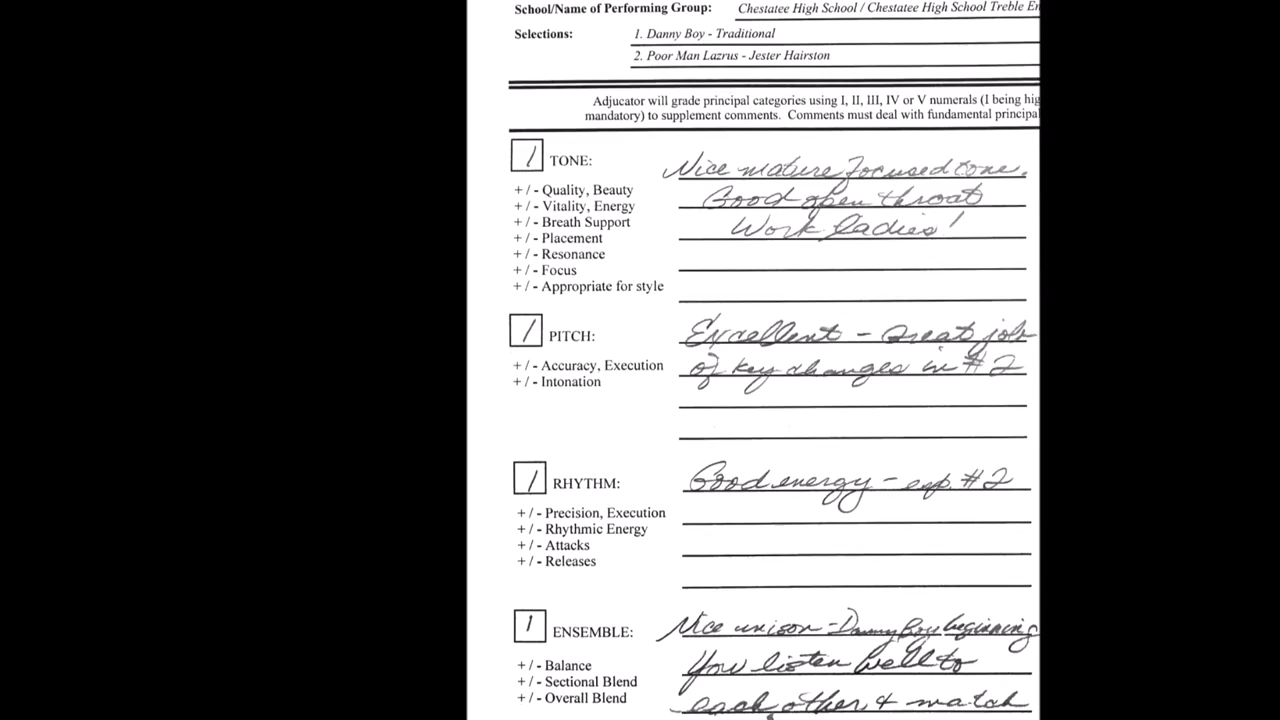 School/Name of Performing Group: Chestatee High School / Chestatee High School Treble En
Selections: 1. Danny Boy - Traditional
2. Poor Man Lazrus - Jester Hairston
Adjucator will grade principal categories using I, II, III, IV or V numerals (I being hig
mandatory) to supplement comments. Comments must deal with fundamental principal
1 TONE: Nice mature focused tone.
+ / - Quality, Beauty Good open throat
+ / - Vitality, Energy Work ladies!
+ / - Breath Support
+ / - Placement
+ / - Resonance
+ / - Focus
+ / - Appropriate for style
1 PITCH: Excellent - Great job
+ / - Accuracy, Execution of key changes in #2
+ / - Intonation
1 RHYTHM: Good energy - esp. #2
+ / - Precision, Execution
+ / - Rhythmic Energy
+ / - Attacks
+ / - Releases
1 ENSEMBLE: Nice unison - Danny Boy beginning
+ / - Balance You listen well to
+ / - Sectional Blend
+ / - Overall Blend each other & match